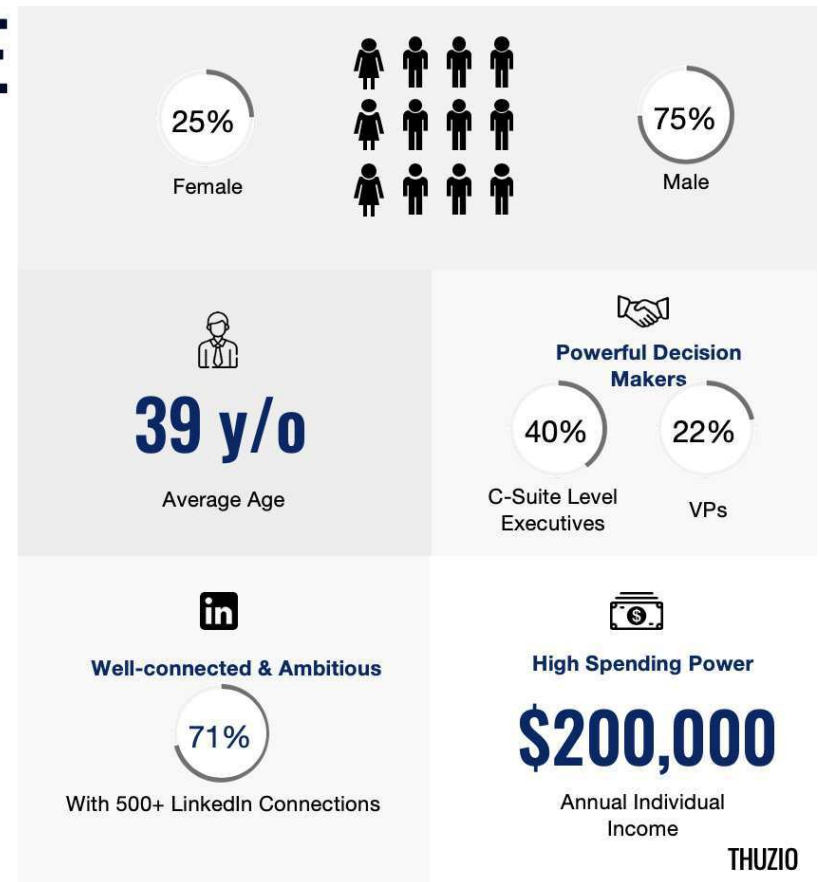 E
25%
Female
75%
Male
39 y/o
Average Age
Powerful Decision
Makers
40%
C-Suite Level
Executives
22%
VPs
in
Well-connected & Ambitious
71%
With 500+ LinkedIn Connections
$
High Spending Power
$200,000
Annual Individual
Income
THUZIO